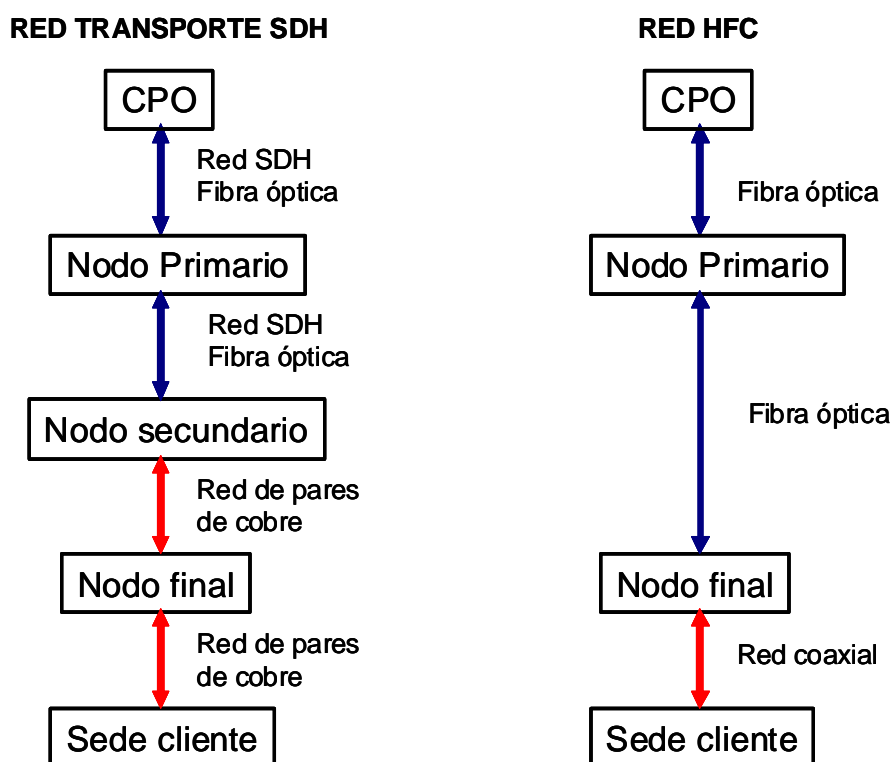 RED TRANSPORTE SDH
CPO
Red SDH
Fibra óptica
Nodo Primario
Red SDH
Fibra óptica
Nodo secundario
Red de pares
de cobre
Nodo final
Red de pares
de cobre
Sede cliente
RED HFC
CPO
Fibra óptica
Nodo Primario
Fibra óptica
Nodo final
Red coaxial
Sede cliente